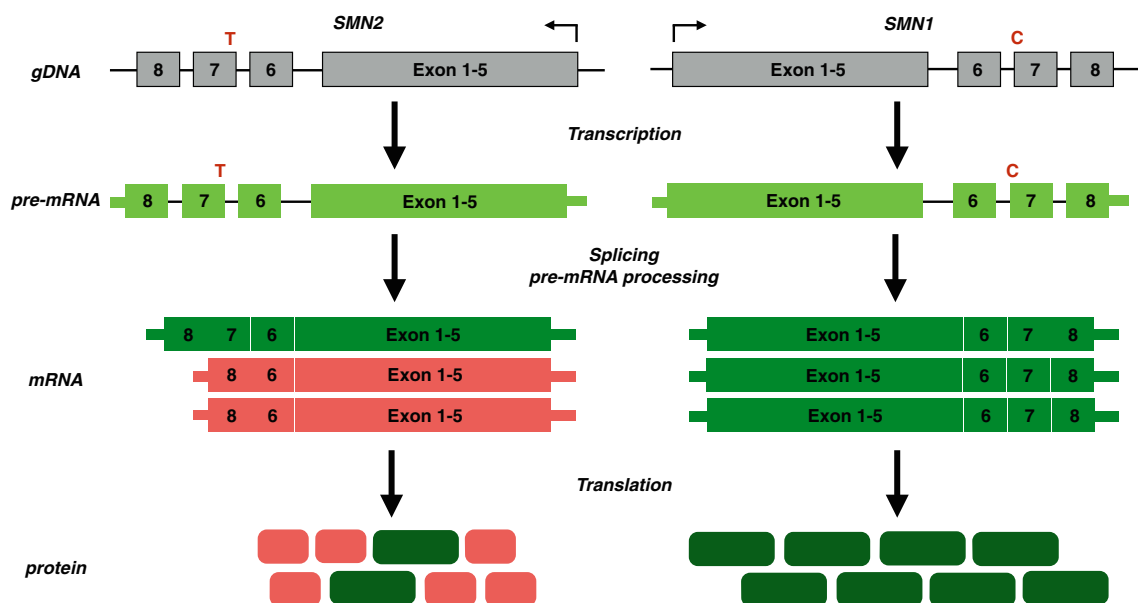 SMN2 SMN1
T C
gDNA 8 7 6 Exon 1-5 Exon 1-5 6 7 8
Transcription
T C
pre-mRNA 8 7 6 Exon 1-5 Exon 1-5 6 7 8
Splicing
pre-mRNA processing
8 7 6 Exon 1-5 Exon 1-5 6 7 8
mRNA 8 6 Exon 1-5 Exon 1-5 6 7 8
8 6 Exon 1-5 Exon 1-5 6 7 8
Translation
protein